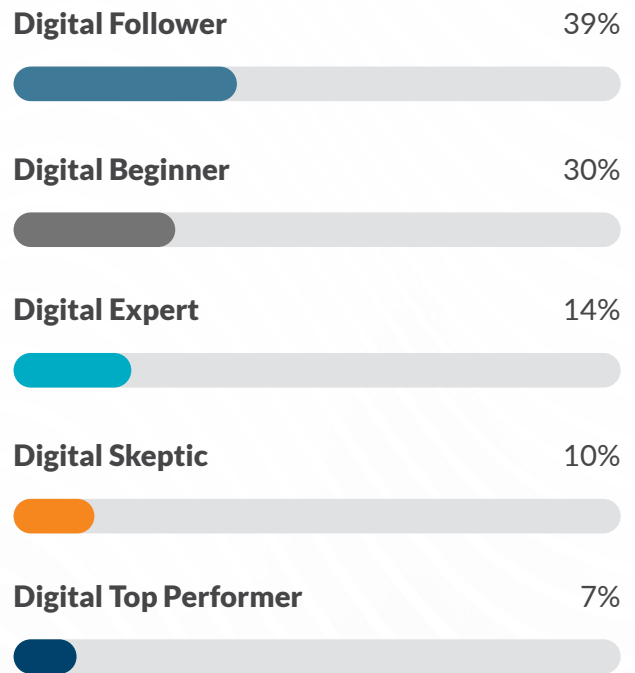 Digital Follower 39%
Digital Beginner 30%
Digital Expert 14%
Digital Skeptic 10%
Digital Top Performer 7%